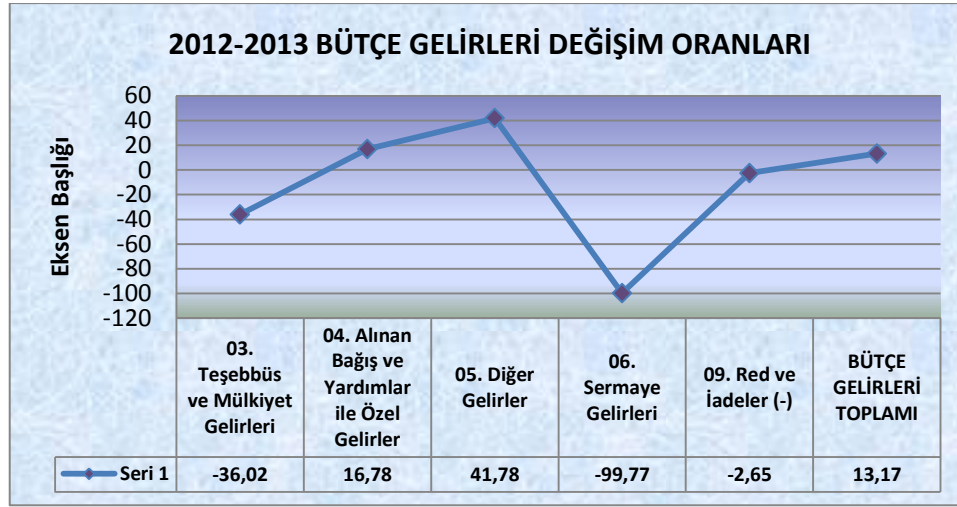 2012-2013 BÜTÇE GELİRLERİ DEĞİŞİM ORANLARI
Eksen Başlığı
60
40
20
0
-20
-40
-60
-80
-100
-120
03.
Teşebbüs
ve Mülkiyet
Gelirleri
04. Alınan
Bağış ve
Yardımlar
ile Özel
Gelirler
05. Diğer
Gelirler
06.
Sermaye
Gelirleri
09. Red ve
İadeler (-)
BÜTÇE
GELİRLERİ
TOPLAMI
Seri 1 -36,02 16,78 41,78 -99,77 -2,65 13,17